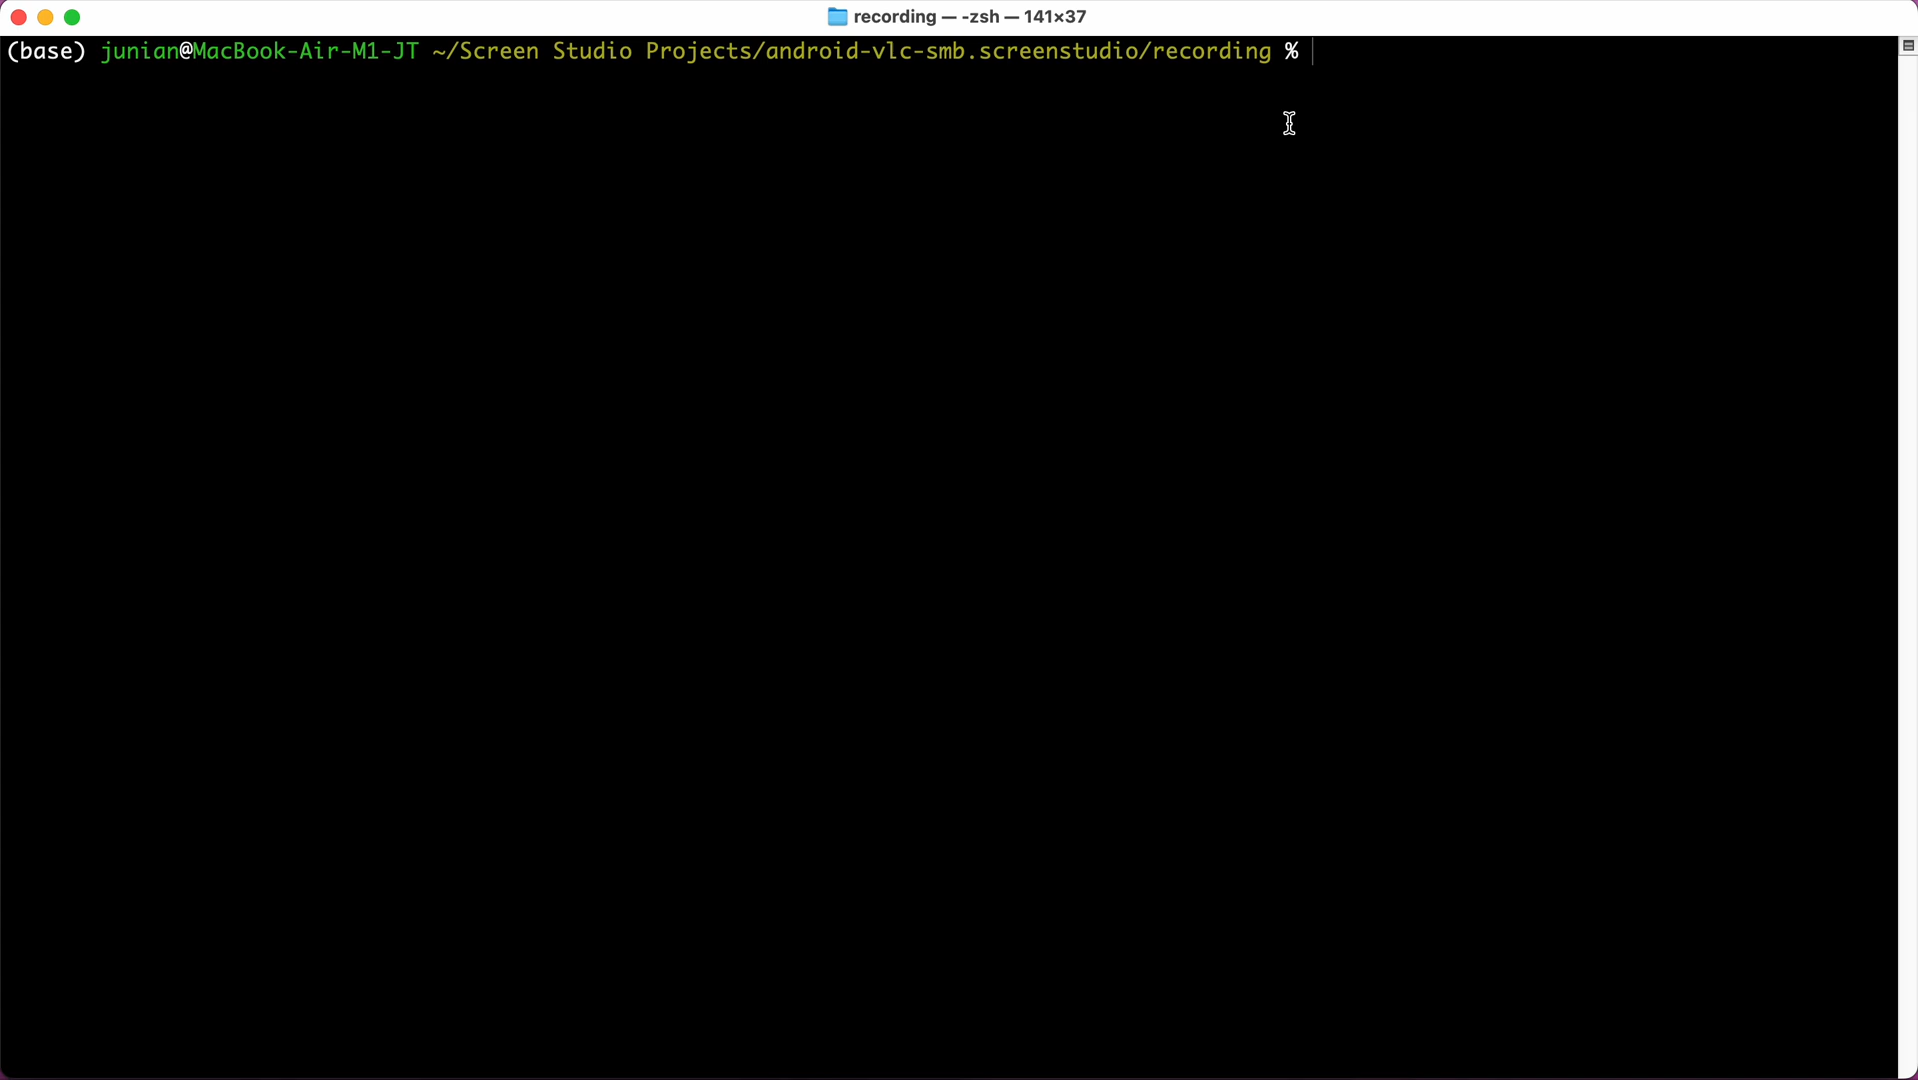 recording — -zsh — 141×37
(base) junian@MacBook-Air-M1-JT ~/Screen Studio Projects/android-vlc-smb.screenstudio/recording %